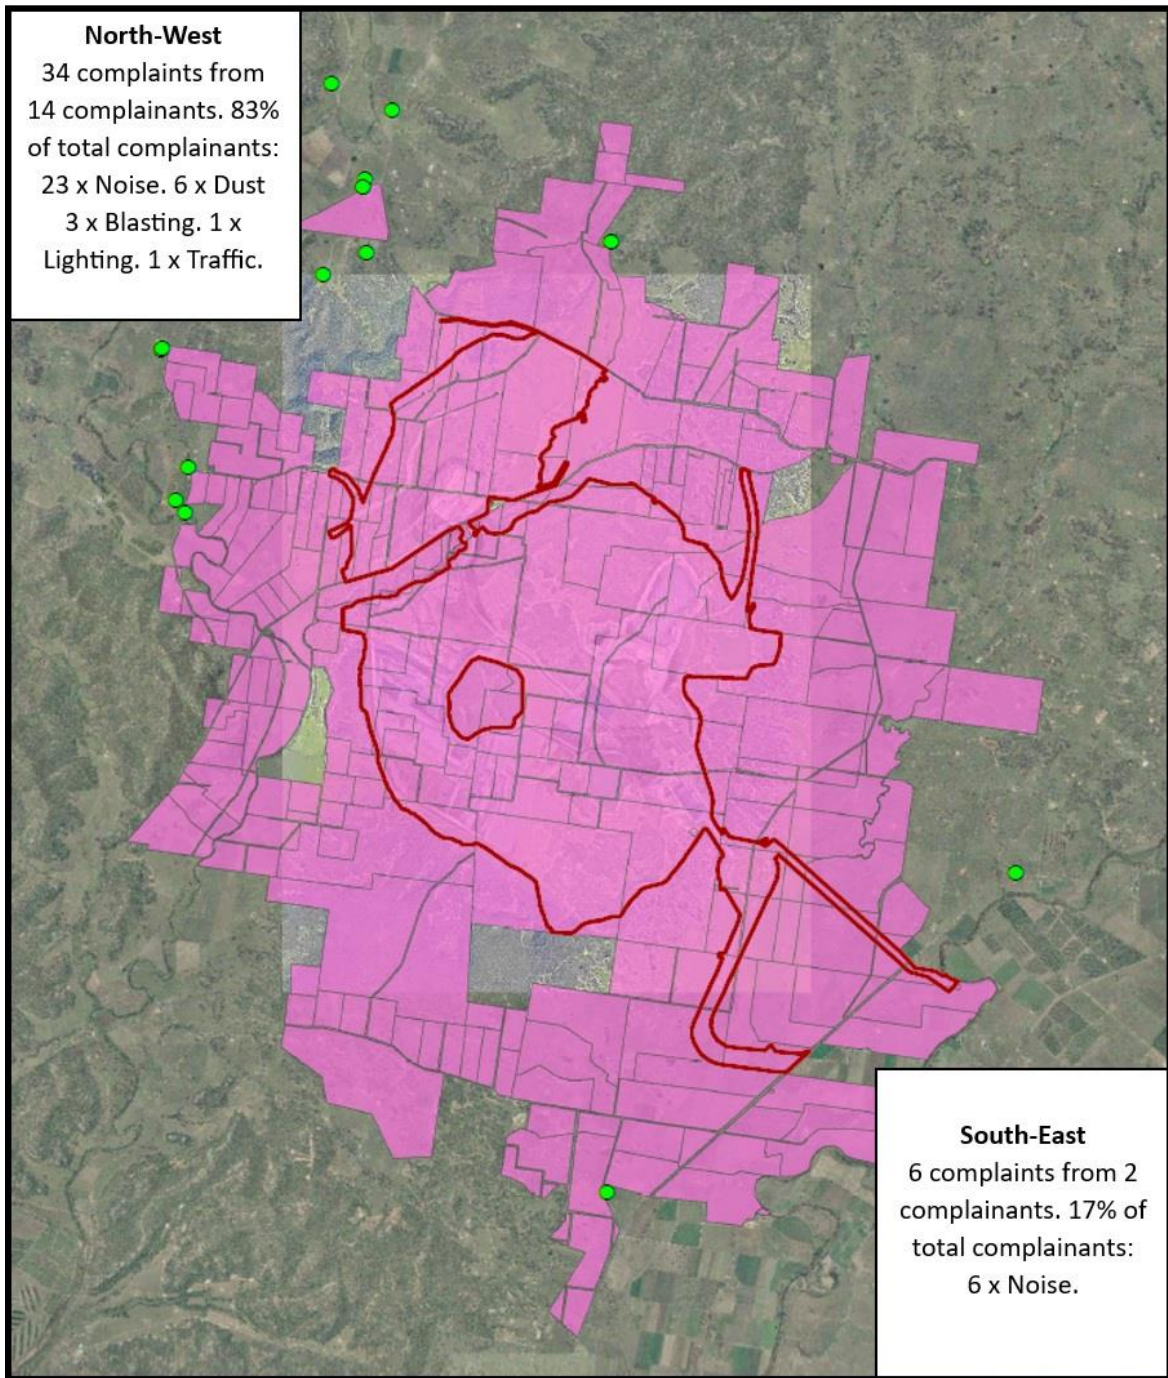 North-West
34 complaints from
14 complainants. 83%
of total complainants:
23 x Noise. 6 x Dust
3 x Blasting. 1 x
Lighting. 1 x Traffic.
South-East
6 complaints from 2
complainants. 17% of
total complainants:
6 x Noise.